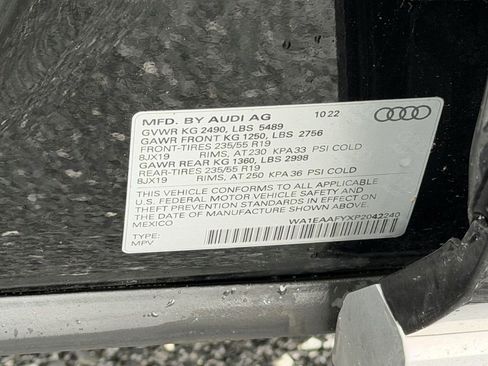 MFD. BY AUDI AG 10 22
GVWR KG 2490, LBS 5489
GAWR FRONT KG 1250, LBS 2756
FRONT-TIRES 235/55 R19
8JX19 RIMS, AT 230 KPA 33 PSI COLD
GAWR REAR KG 1360, LBS 2998
REAR-TIRES 235/55 R19
8JX19 RIMS, AT 250 KPA 36 PSI COLD
THIS VEHICLE CONFORMS TO ALL APPLICABLE
U.S. FEDERAL MOTOR VEHICLE SAFETY AND
THEFT PREVENTION STANDARDS IN EFFECT ON
THE DATE OF MANUFACTURE SHOWN ABOVE.
MEXICO
WA1EAAFYXP2042240
TYPE:
MPV